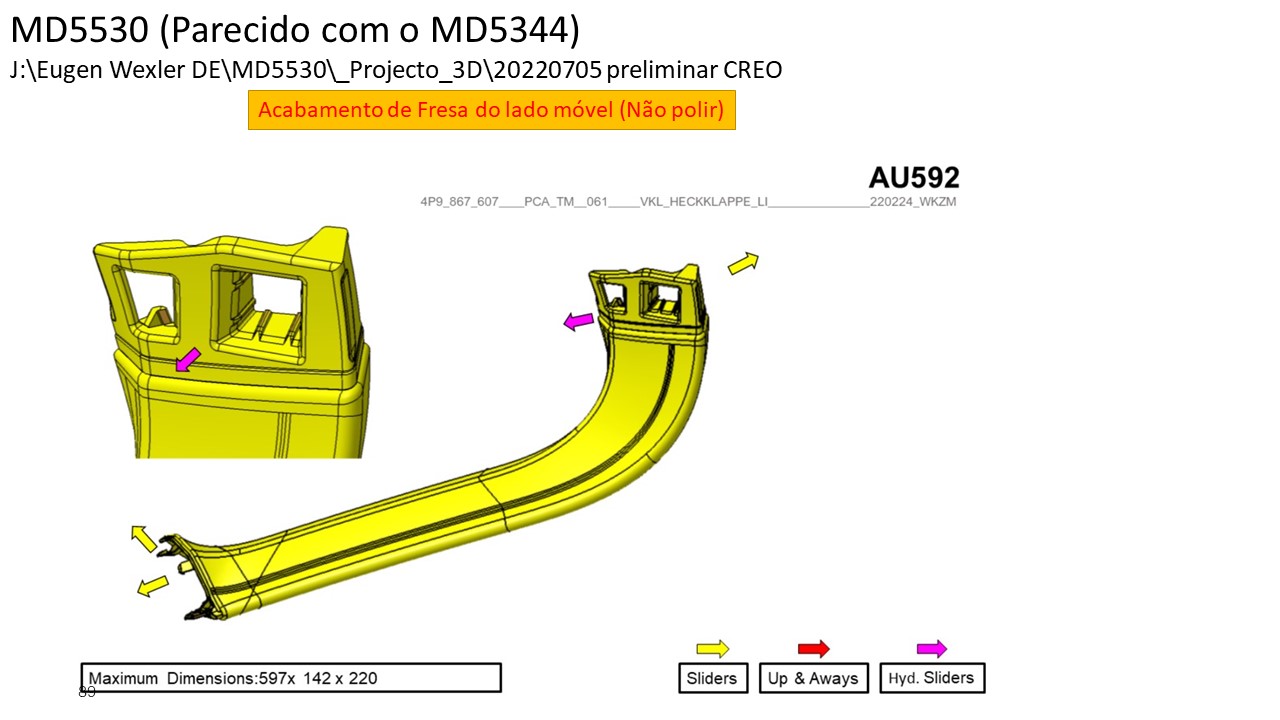 MD5530 (Parecido com o MD5344)
J:\Eugen Wexler DE\MD5530\_Projecto_3D\20220705 preliminar CREO
Acabamento de Fresa do lado móvel (Não polir)
AU592
4P9_867_607____PCA_TM__061_____VKL_HECKKLAPPE_LI________________220224_WKZM
Maximum Dimensions:597x 142 x 220
89
Sliders
Up & Aways
Hyd. Sliders